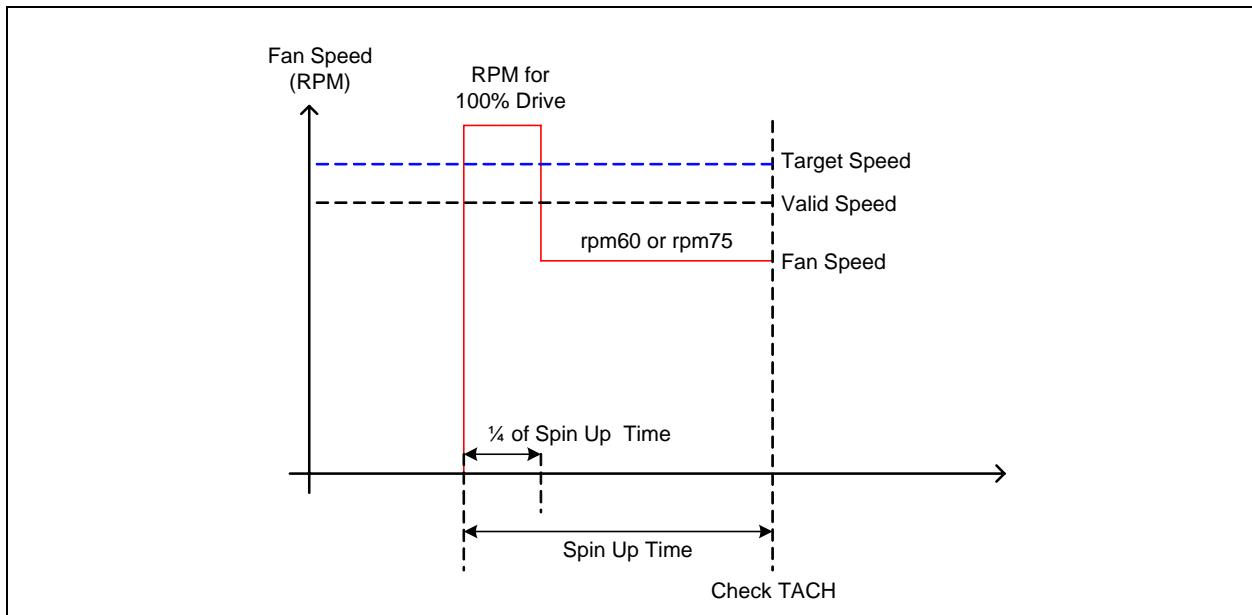 Fan Speed
(RPM)
RPM for
100% Drive
Target Speed
Valid Speed
rpm60 or rpm75
Fan Speed
¼ of Spin Up Time
Spin Up Time
Check TACH